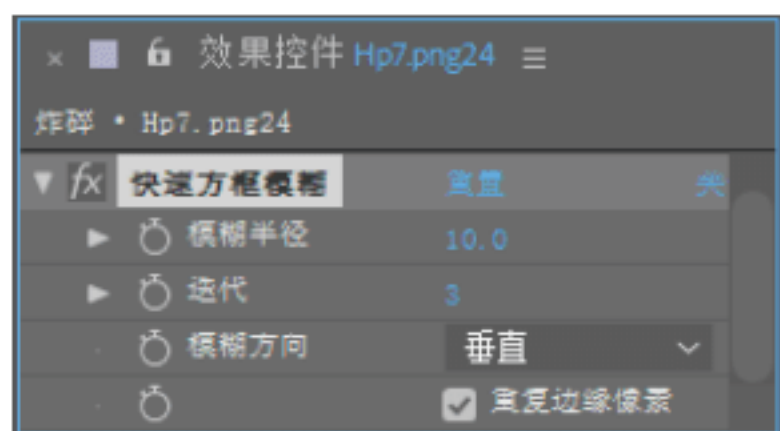 效果控件 Hp7.png24
炸碎 • Hp7.png24
fx 快速方框模糊 重置
模糊半径 10.0
迭代 3
模糊方向 垂直
重复边缘像素